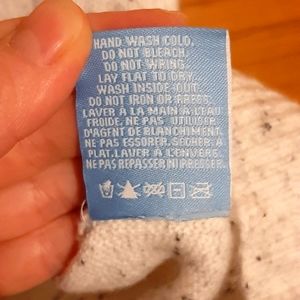 HAND WASH COLD.
DO NOT BLEACH.
DO NOT WRING.
LAY FLAT TO DRY.
WASH INSIDE OUT.
DO NOT IRON OR PRESS.
LAVER À LA MAIN À L'EAU
FROIDE. NE PAS UTILISER
D'AGENT DE BLANCHIMENT.
NE PAS ESSORER. SÉCHER À
PLAT. LAVER À L'ENVERS.
NE PAS REPASSER NI PRESSER.